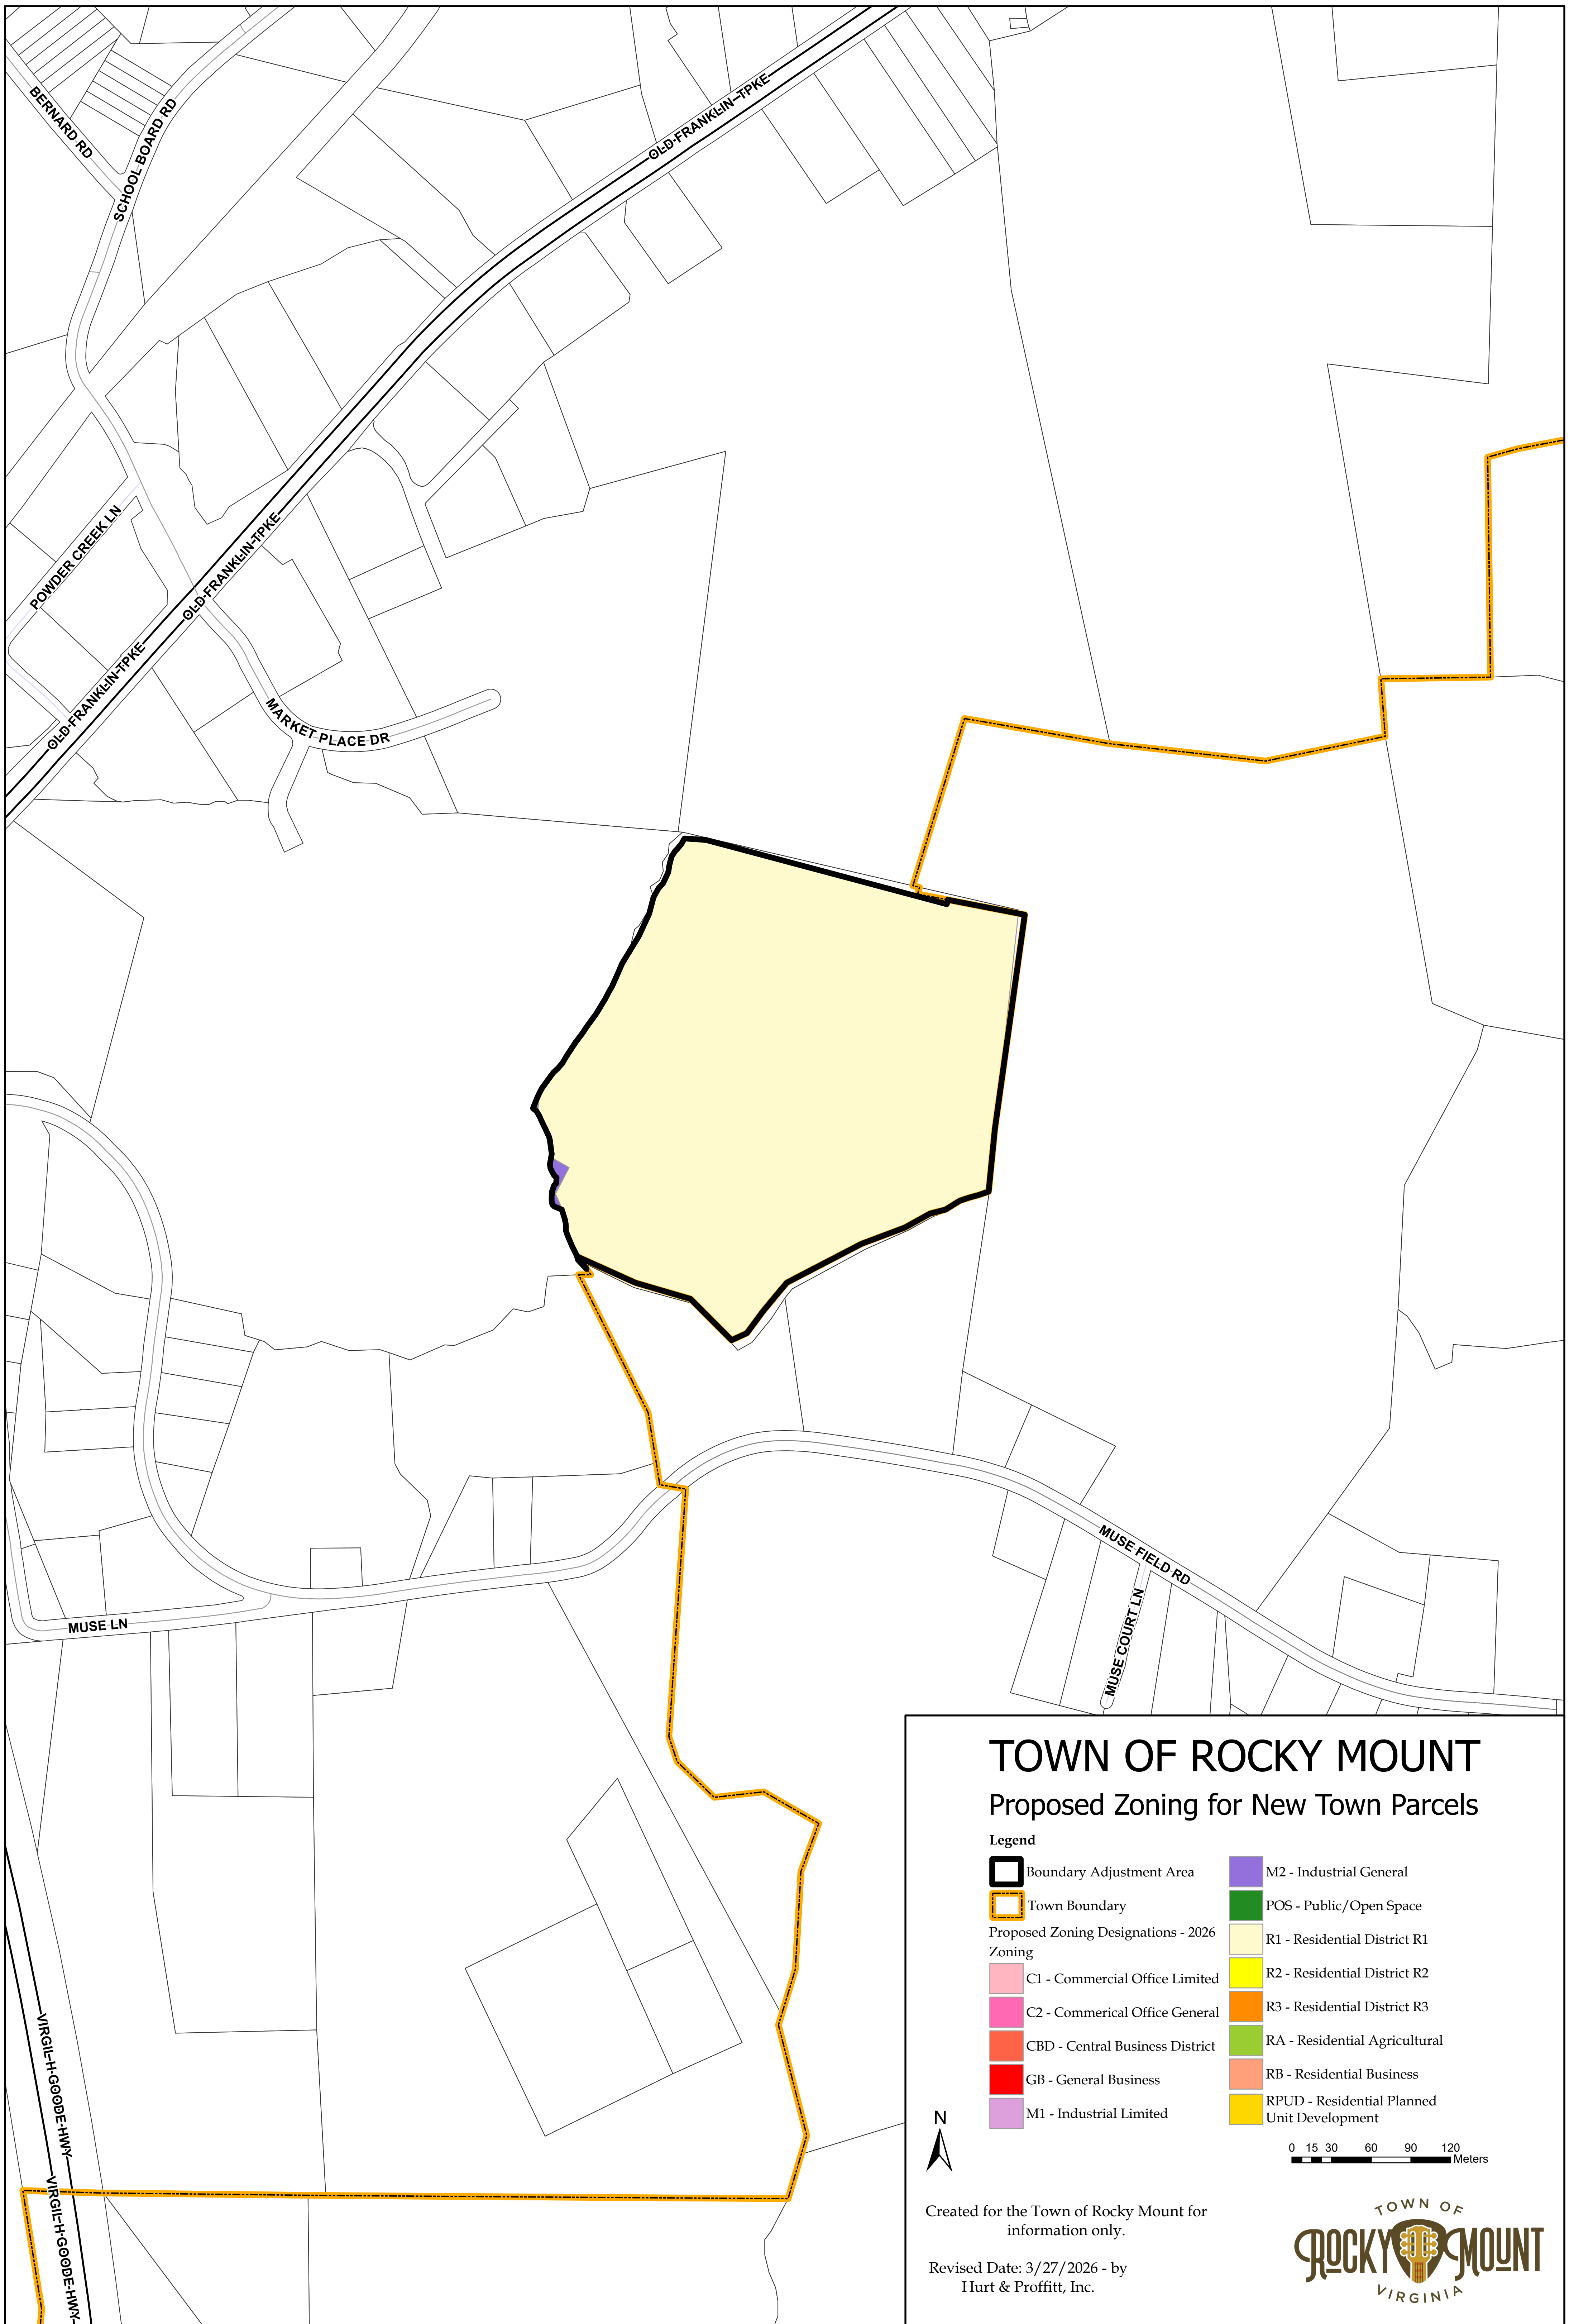 BERNARD RD
SCHOOL BOARD RD
OLD-FRANKLIN-TPKE
POWDER CREEK LN
OLD-FRANKLIN-TPKE
OLD-FRANKLIN-TPKE
MARKET PLACE DR
MUSE FIELD RD
MUSE LN
MUSE COURT LN
VIRGIL-H-GOODE-HWY
VIRGIL-H-GOODE-HWY
TOWN OF ROCKY MOUNT
Proposed Zoning for New Town Parcels
Legend
Boundary Adjustment Area
Town Boundary
Proposed Zoning Designations - 2026
Zoning
C1 - Commercial Office Limited
C2 - Commerical Office General
CBD - Central Business District
GB - General Business
M1 - Industrial Limited
M2 - Industrial General
POS - Public/Open Space
R1 - Residential District R1
R2 - Residential District R2
R3 - Residential District R3
RA - Residential Agricultural
RB - Residential Business
RPUD - Residential Planned
Unit Development
N
0 15 30 60 90 120
Meters
Created for the Town of Rocky Mount for
information only.
Revised Date: 3/27/2026 - by
Hurt & Proffitt, Inc.
TOWN OF
ROCKY MOUNT
VIRGINIA